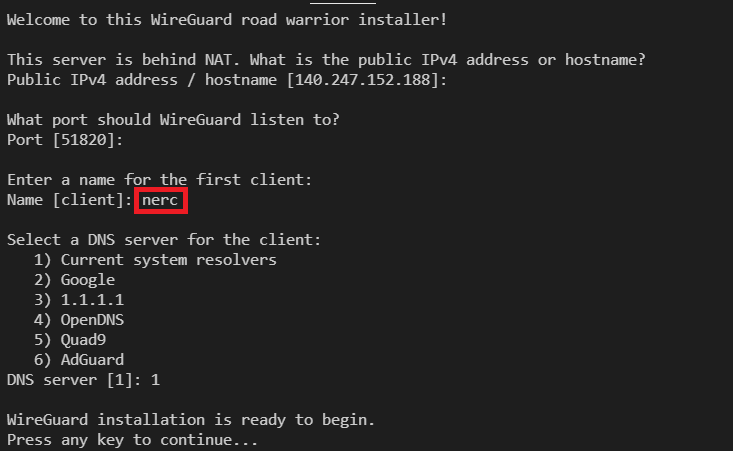 Welcome to this WireGuard road warrior installer!
This server is behind NAT. What is the public IPv4 address or hostname?
Public IPv4 address / hostname [140.247.152.188]:
What port should WireGuard listen to?
Port [51820]:
Enter a name for the first client:
Name [client]: nerc
Select a DNS server for the client:
1) Current system resolvers
2) Google
3) 1.1.1.1
4) OpenDNS
5) Quad9
6) AdGuard
DNS server [1]: 1
WireGuard installation is ready to begin.
Press any key to continue...